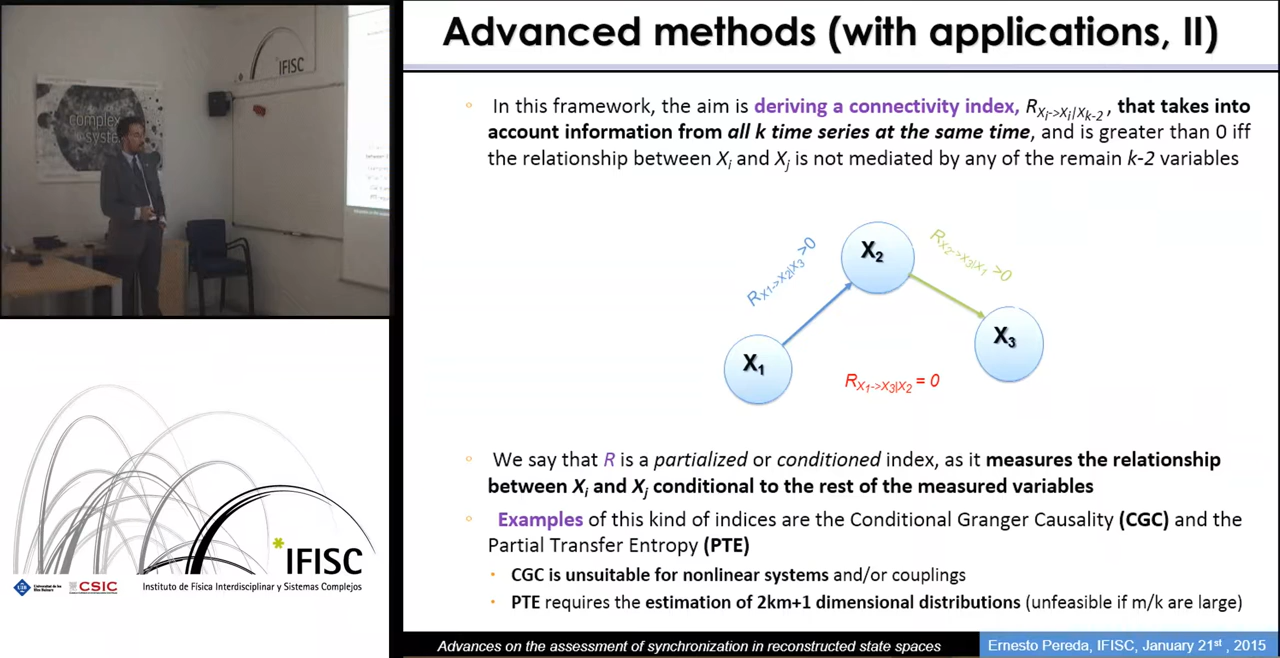 IFISC
complex
syste
Advanced methods (with applications, II)
In this framework, the aim is deriving a connectivity index, R_{Xi->Xj|Xk-2}, that takes into
account information from all k time series at the same time, and is greater than 0 iff
the relationship between Xi and Xj is not mediated by any of the remain k-2 variables
R_{X1->X2|X3} >0
X2
R_{X2->X3|X1} >0
X1
X3
R_{X1->X3|X2} = 0
We say that R is a partialized or conditioned index, as it measures the relationship
between Xi and Xj conditional to the rest of the measured variables
Examples of this kind of indices are the Conditional Granger Causality (CGC) and the
Partial Transfer Entropy (PTE)
CGC is unsuitable for nonlinear systems and/or couplings
PTE requires the estimation of 2km+1 dimensional distributions (unfeasible if m/k are large)
Advances on the assessment of synchronization in reconstructed state spaces
Ernesto Pereda, IFISC, January 21st , 2015
*IFISC
CSIC
Instituto de Física Interdisciplinar y Sistemas Complejos